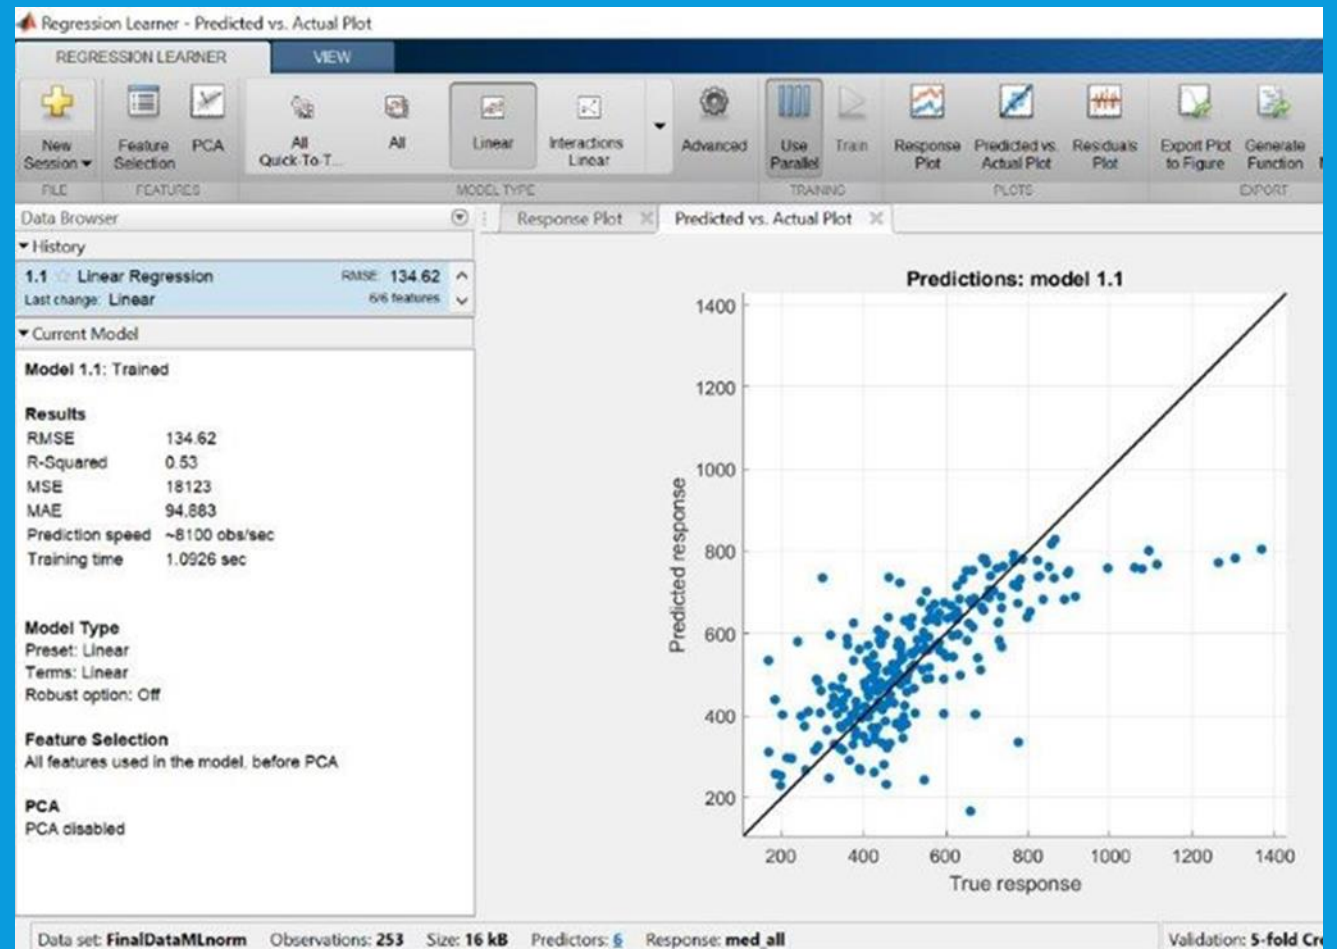 Regression Learner - Predicted vs. Actual Plot
REGRESSION LEARNER VIEW
New Session Feature Selection PCA All Quick-To-T... All Linear Interactions Linear Advanced Use Parallel Train Response Plot Predicted vs. Actual Plot Residuals Plot Export Plot to Figure Generate Function
FILE FEATURES MODEL TYPE TRAINING PLOTS EXPORT
Data Browser
Response Plot Predicted vs. Actual Plot
History
1.1 Linear Regression RMSE: 134.62
Last change: Linear 6/6 features
Current Model
Model 1.1: Trained
Results
RMSE 134.62
R-Squared 0.53
MSE 18123
MAE 94.883
Prediction speed ~8100 obs/sec
Training time 1.0926 sec
Model Type
Preset: Linear
Terms: Linear
Robust option: Off
Feature Selection
All features used in the model, before PCA
PCA
PCA disabled
Predictions: model 1.1
1400
1200
1000
800
600
400
200
Predicted response
200 400 600 800 1000 1200 1400
True response
Data set: FinalDataMLnorm Observations: 253 Size: 16 kB Predictors: 6 Response: med_all Validation: 5-fold Cr